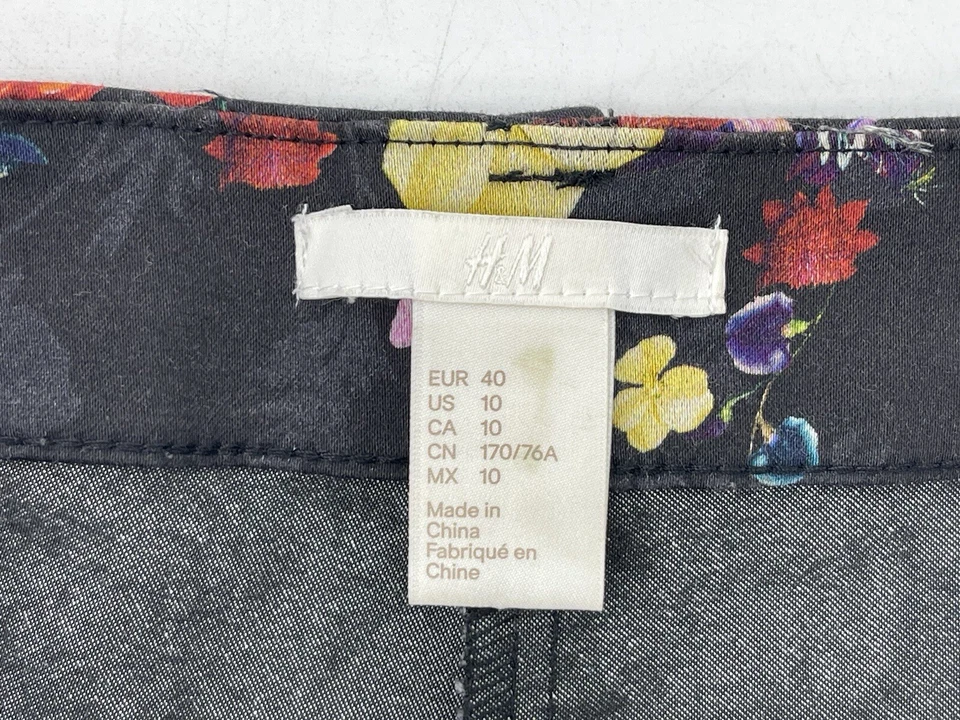 H&M
EUR 40
US 10
CA 10
CN 170/76A
MX 10
Made in
China
Fabriqué en
Chine